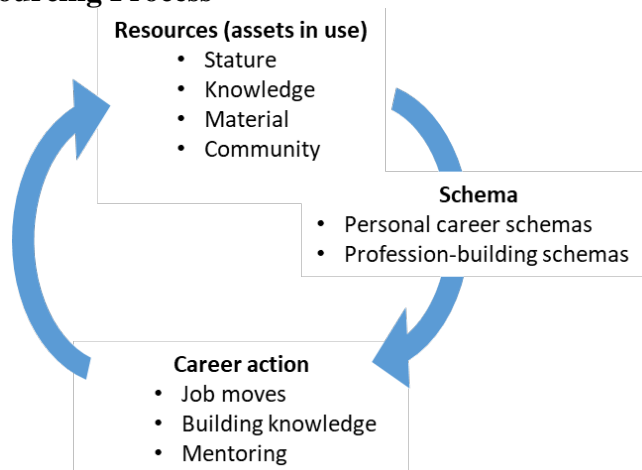 Process
Resources (assets in use)
• Stature
• Knowledge
• Material
• Community
Schema
• Personal career schemas
• Profession-building schemas
Career action
• Job moves
• Building knowledge
• Mentoring